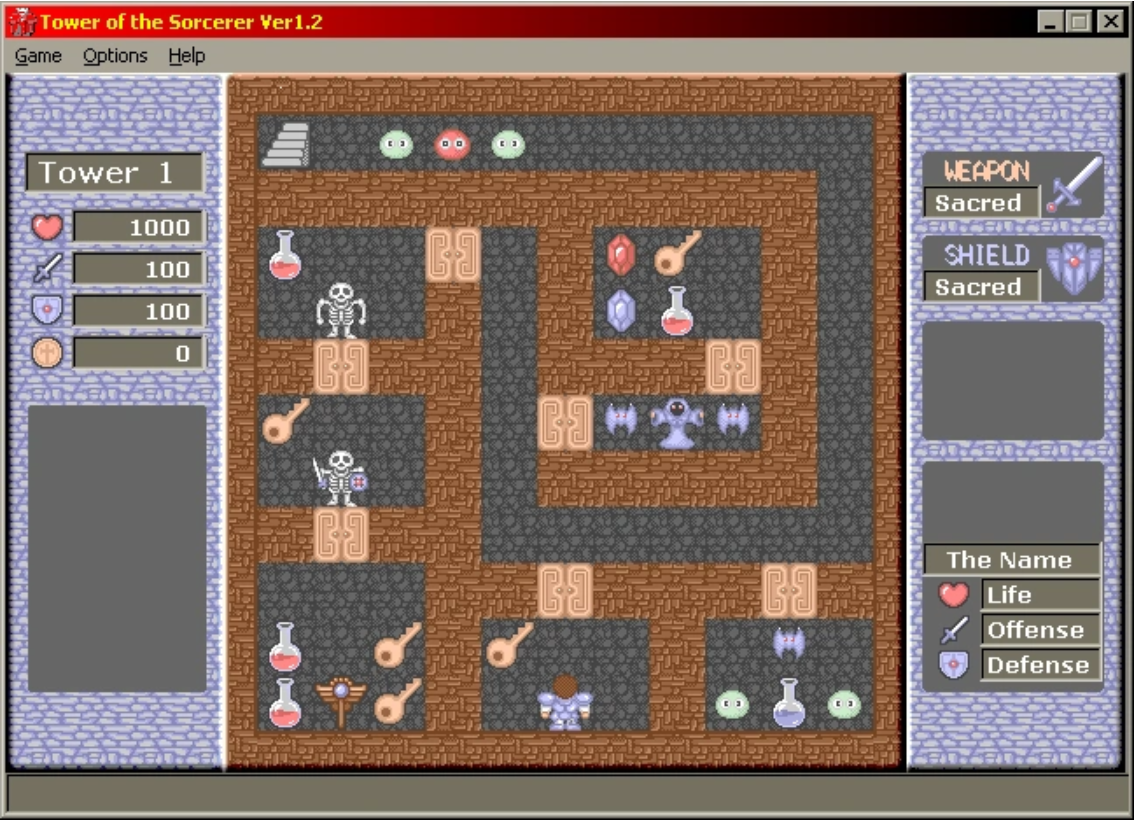 Tower of the Sorcerer Ver1.2
Game Options Help
Tower 1
1000
100
100
0
WEAPON
Sacred
SHIELD
Sacred
The Name
Life
Offense
Defense